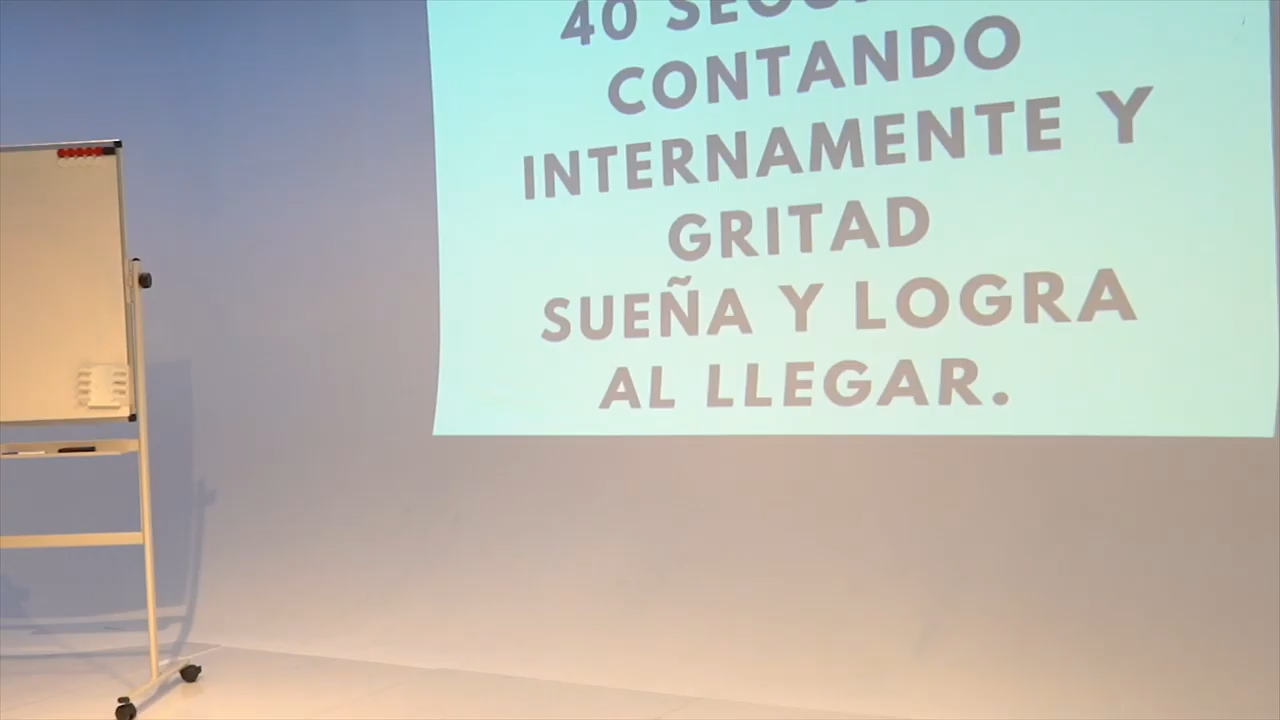 40
CONTANDO
INTERNAMENTE Y
GRITAD
SUEÑA Y LOGRA
AL LLEGAR.